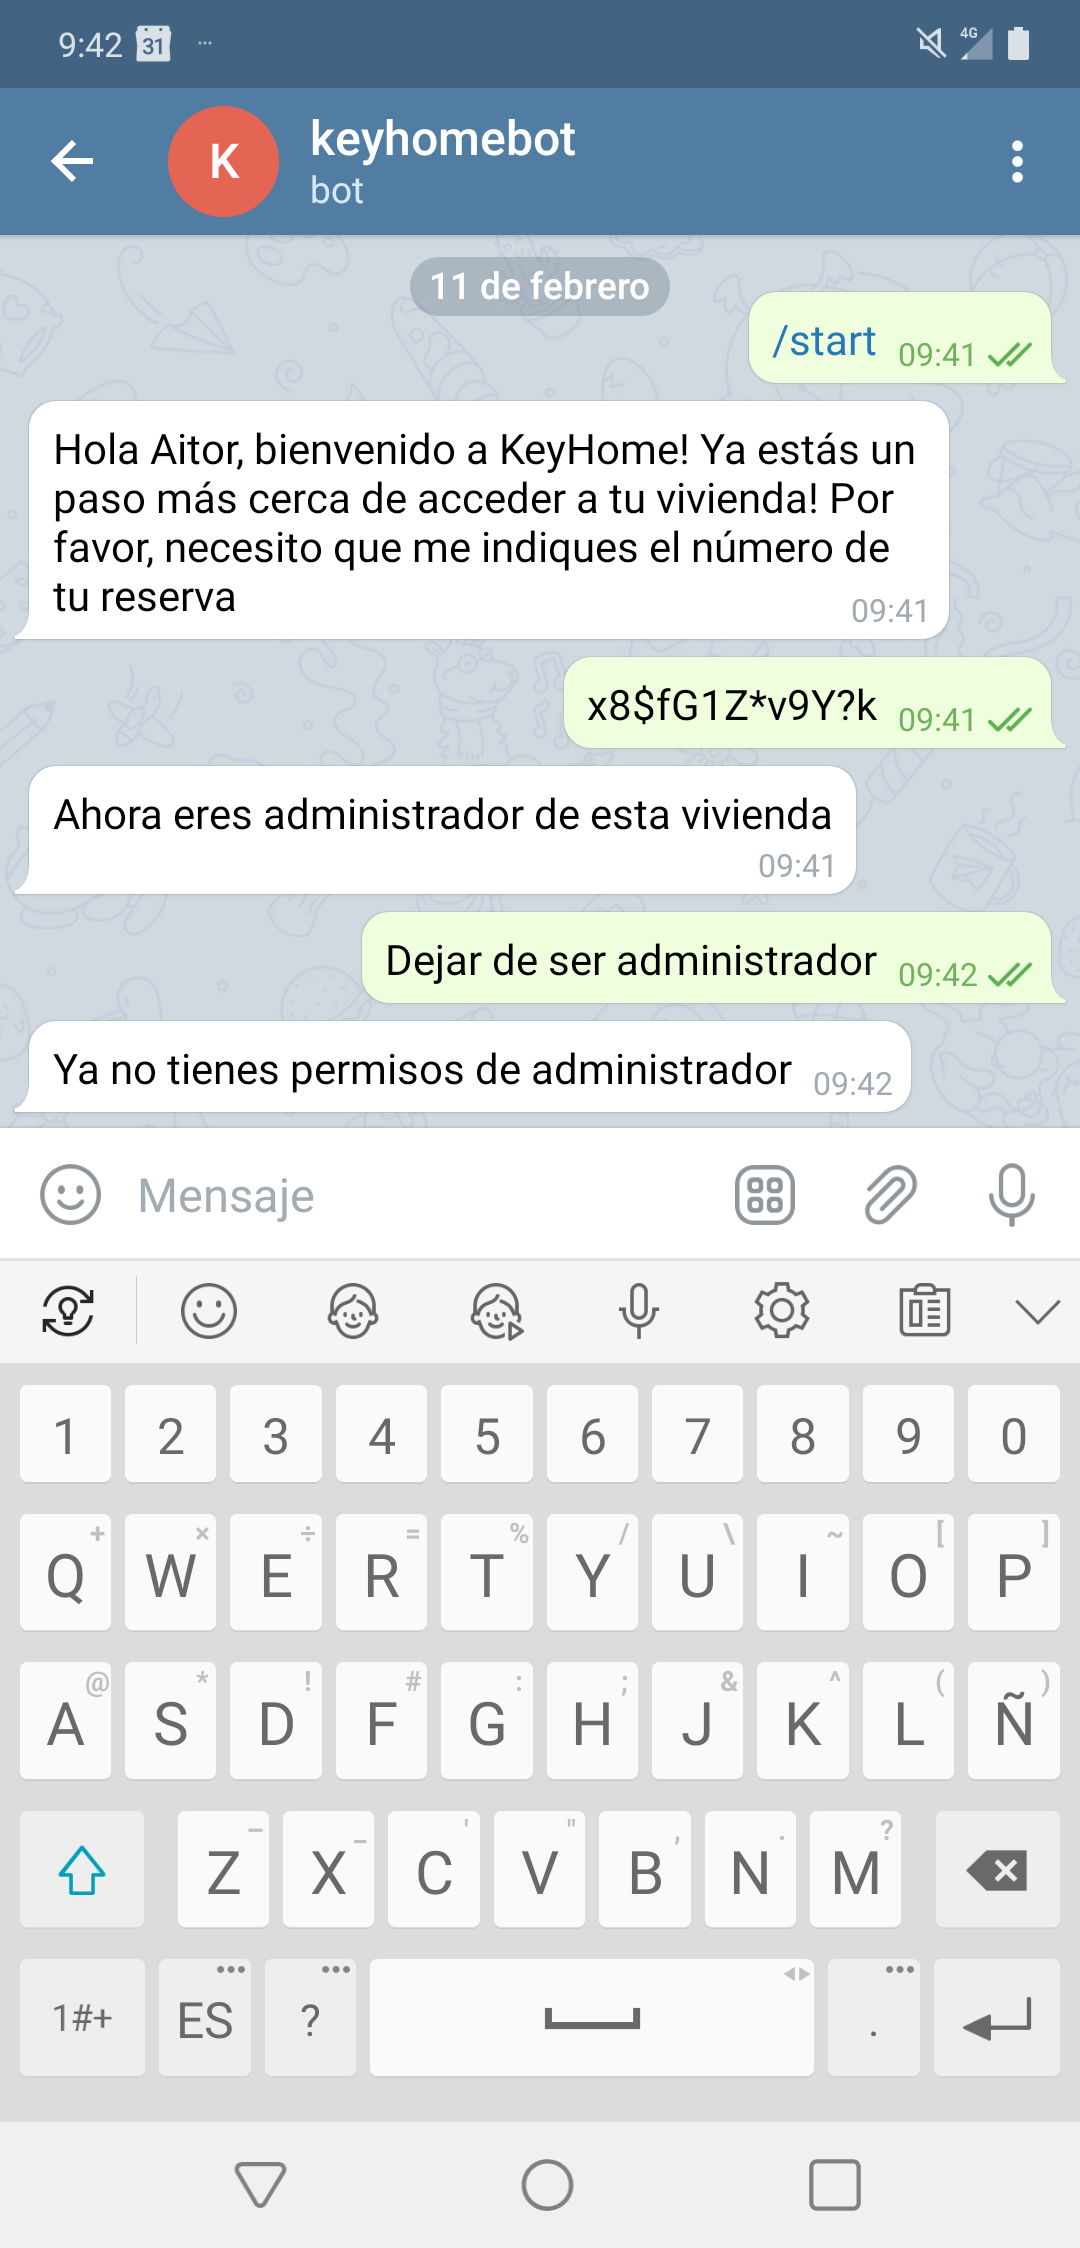 9:42 31 ... 4G
K
keyhomebot
bot
11 de febrero
/start 09:41
Hola Aitor, bienvenido a KeyHome! Ya estás un
paso más cerca de acceder a tu vivienda! Por
favor, necesito que me indiques el número de
tu reserva
09:41
x8$fG1Z*v9Y?k 09:41
Ahora eres administrador de esta vivienda
09:41
Dejar de ser administrador 09:42
Ya no tienes permisos de administrador 09:42
Mensaje
1 2 3 4 5 6 7 8 9 0
+ × ÷ = % / \ ~ [ ]
Q W E R T Y U I O P
@ * ! # : ; & ^ ( )
A S D F G H J K L Ñ
– _ ' " , . ?
Z X C V B N M
1#+ ES ? .